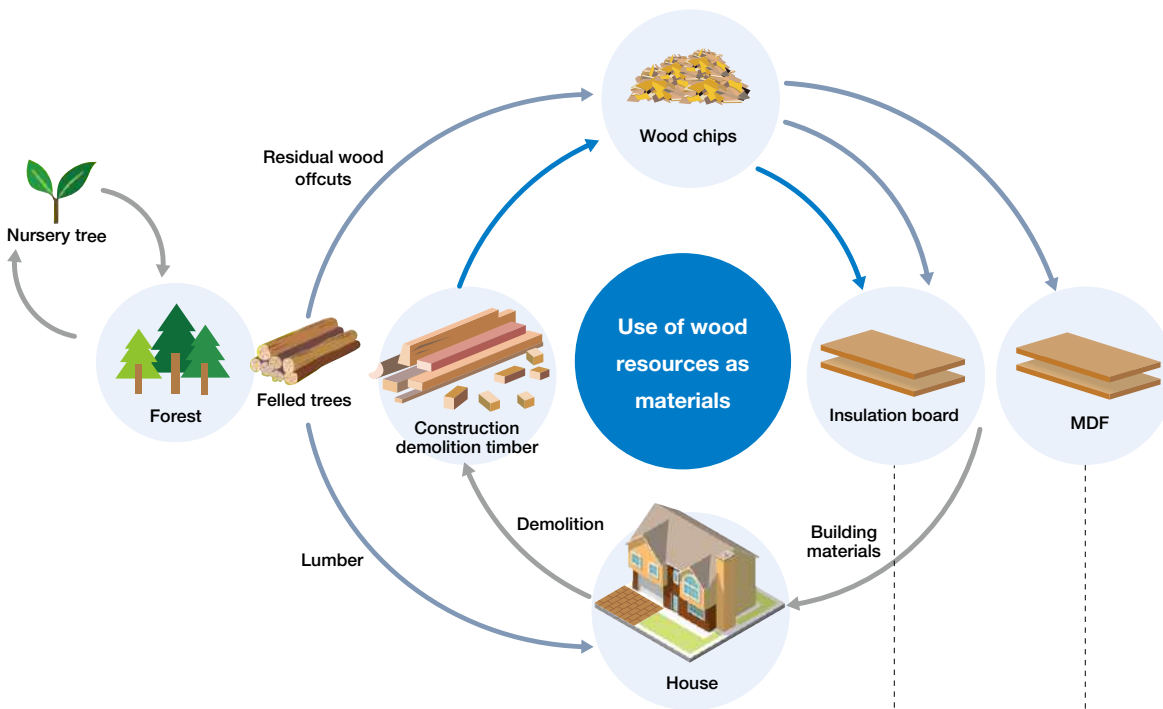 Wood chips
Residual wood
offcuts
Nursery tree
Use of wood
resources as
materials
Forest
Felled trees
Construction
demolition timber
Insulation board
MDF
Demolition
Building
materials
Lumber
House